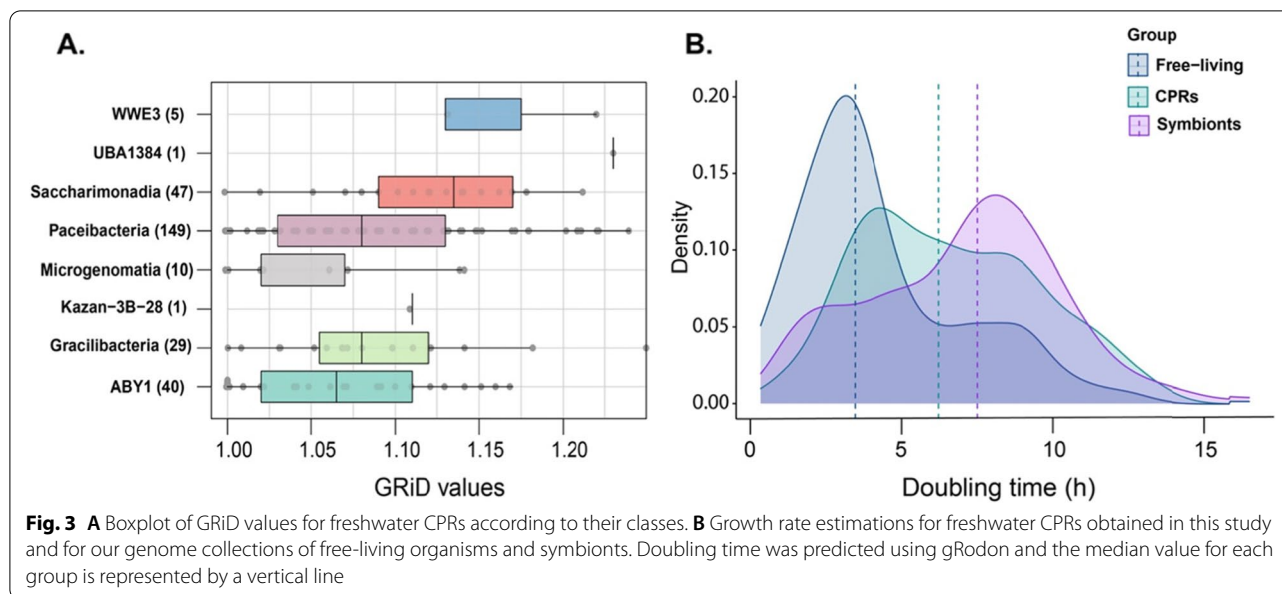 A.
WWE3 (5)
UBA1384 (1)
Saccharimonadia (47)
Paceibacteria (149)
Microgenomatia (10)
Kazan−3B−28 (1)
Gracilibacteria (29)
ABY1 (40)
1.00 1.05 1.10 1.15 1.20
GRiD values
B.
Group
Free−living
CPRs
Symbionts
Density
0.20
0.15
0.10
0.05
0.00
0 5 10 15
Doubling time (h)
Fig. 3 A Boxplot of GRiD values for freshwater CPRs according to their classes. B Growth rate estimations for freshwater CPRs obtained in this study
and for our genome collections of free-living organisms and symbionts. Doubling time was predicted using gRodon and the median value for each
group is represented by a vertical line